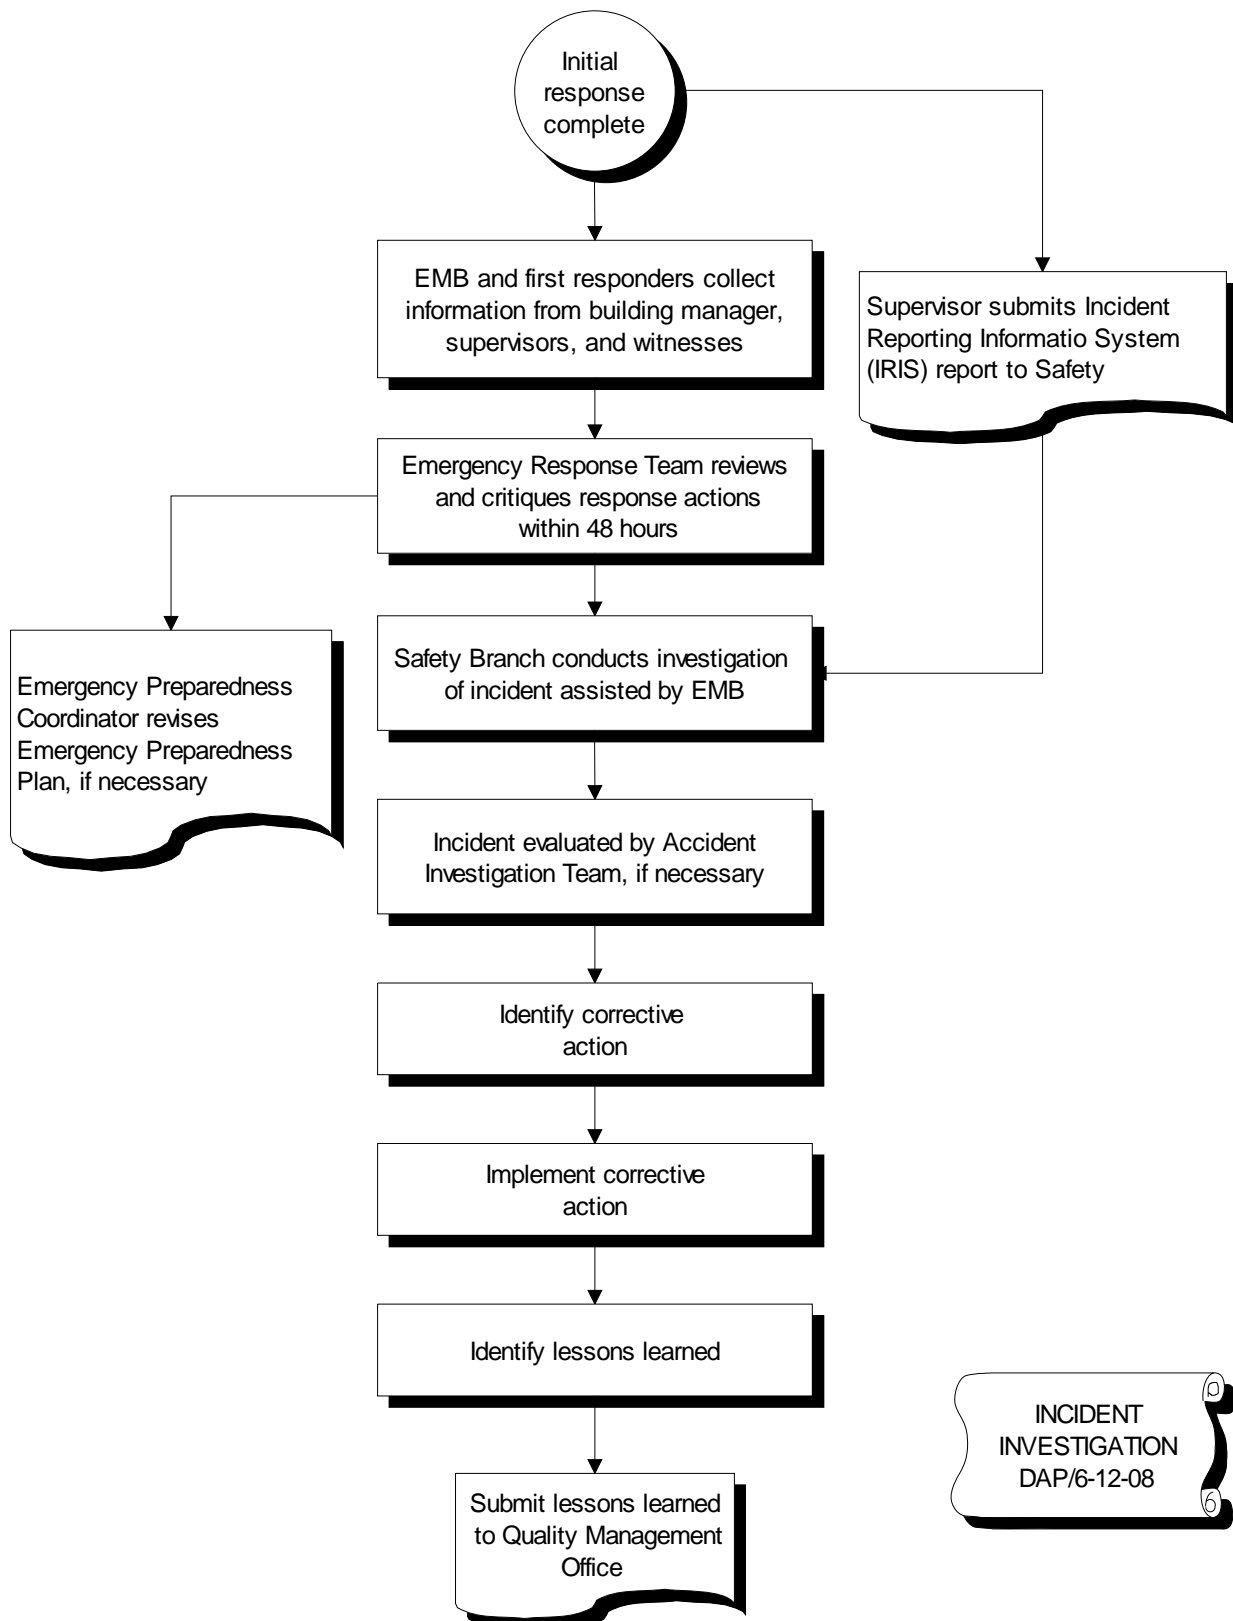 Initial
response
complete
EMB and first responders collect
information from building manager,
supervisors, and witnesses
Supervisor submits Incident
Reporting Informatio System
(IRIS) report to Safety
Emergency Response Team reviews
and critiques response actions
within 48 hours
Emergency Preparedness
Coordinator revises
Emergency Preparedness
Plan, if necessary
Safety Branch conducts investigation
of incident assisted by EMB
Incident evaluated by Accident
Investigation Team, if necessary
Identify corrective
action
Implement corrective
action
Identify lessons learned
Submit lessons learned
to Quality Management
Office
INCIDENT
INVESTIGATION
DAP/6-12-08